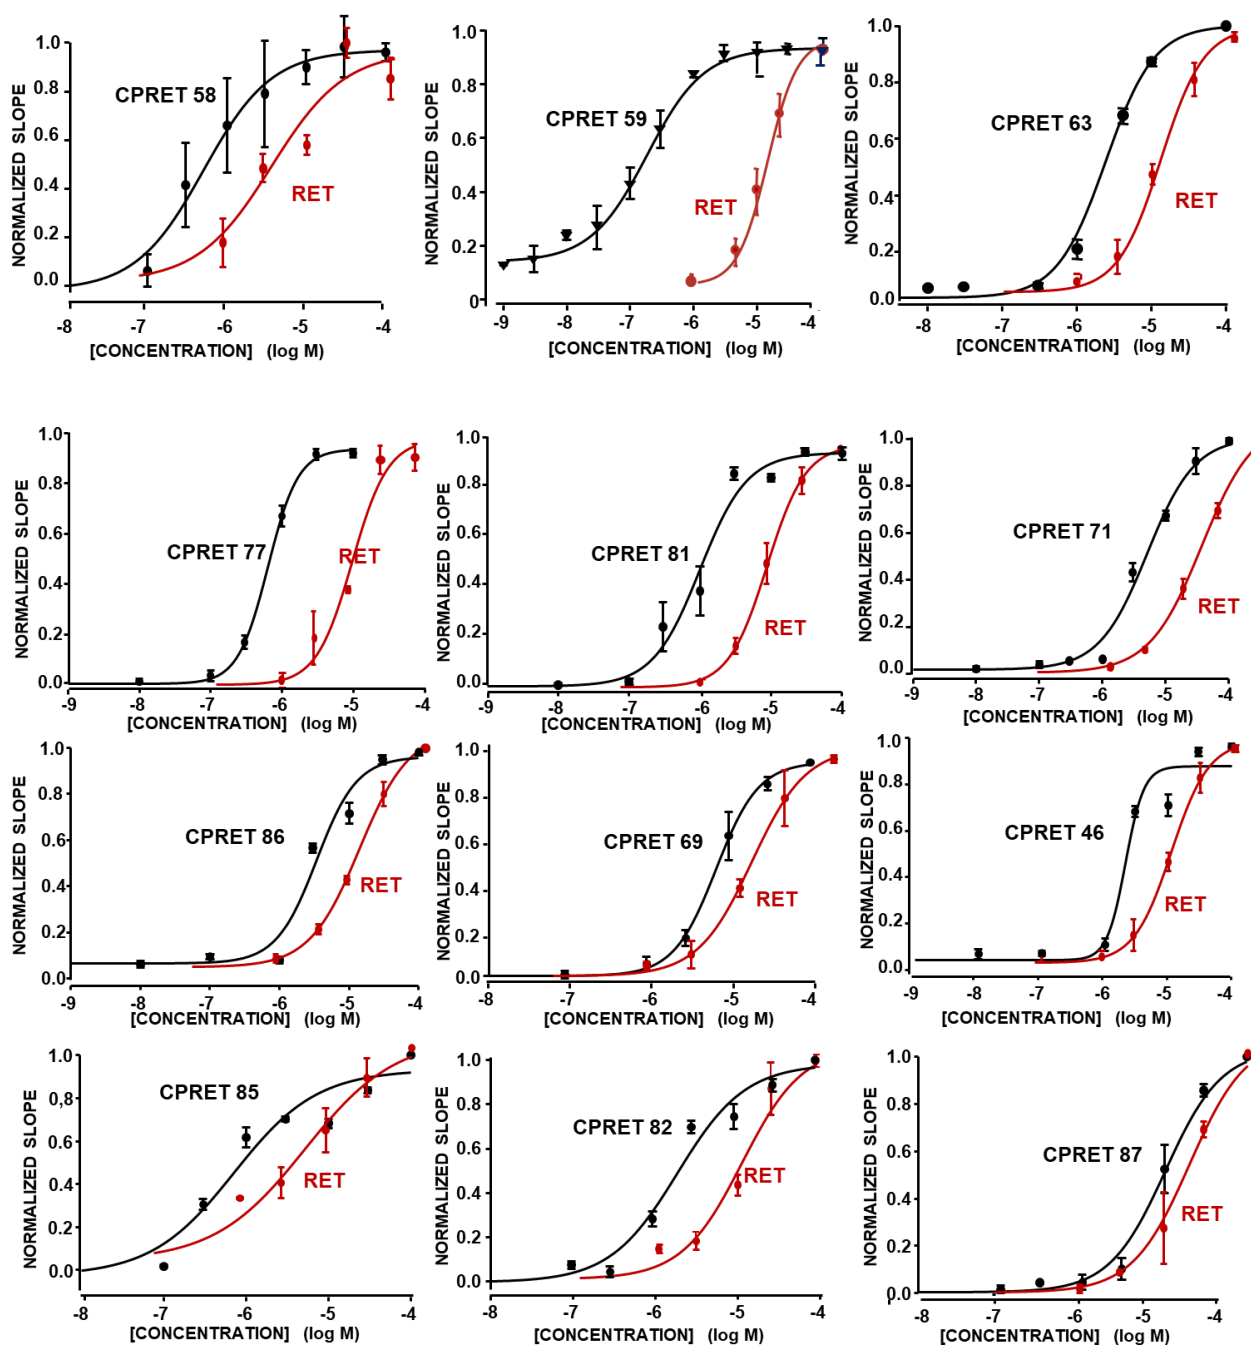 NORMALIZED SLOPE
1.0
0.8
0.6
0.4
0.2
0.0
CPRET 58
RET
-8 -7 -6 -5 -4
[CONCENTRATION] (log M)
NORMALIZED SLOPE
1.0
0.8
0.6
0.4
0.2
0
CPRET 59
RET
-9 -8 -7 -6 -5 -4
[CONCENTRATION] (log M)
NORMALIZED SLOPE
1.0
0.8
0.6
0.4
0.2
0.0
CPRET 63
RET
-8 -7 -6 -5 -4
[CONCENTRATION] (log M)
NORMALIZED SLOPE
1.0
0.8
0.6
0.4
0.2
0.0
CPRET 77
RET
-9 -8 -7 -6 -5 -4
[CONCENTRATION] (log M)
NORMALIZED SLOPE
1.0
0.8
0.6
0.4
0.2
0.0
CPRET 81
RET
-9 -8 -7 -6 -5 -4
[CONCENTRATION] (log M)
NORMALIZED SLOPE
1.0
0.8
0.6
0.4
0.2
0.0
CPRET 71
RET
-9 -8 -7 -6 -5 -4
[CONCENTRATION] (log M)
NORMALIZED SLOPE
1.0
0.8
0.6
0.4
0.2
0.0
CPRET 86
RET
-9 -8 -7 -6 -5 -4
[CONCENTRATION] (log M)
NORMALIZED SLOPE
1.0
0.8
0.6
0.4
0.2
0.0
CPRET 69
RET
-8 -7 -6 -5 -4
[CONCENTRATION] (log M)
NORMALIZED SLOPE
1.0
0.8
0.6
0.4
0.2
0.0
CPRET 46
RET
-9 -8 -7 -6 -5 -4
[CONCENTRATION] (log M)
NORMALIZED SLOPE
1.0
0.8
0.6
0.4
0.2
0.0
CPRET 85
RET
-8 -7 -6 -5 -4
[CONCENTRATION] (log M)
NORMALIZED SLOPE
1.0
0.8
0.6
0.4
0.2
0.0
CPRET 82
RET
-8 -7 -6 -5 -4
[CONCENTRATION] (log M)
NORMALIZED SLOPE
1.0
0.8
0.6
0.4
0.2
0.0
CPRET 87
RET
-8 -7 -6 -5 -4
[CONCENTRATION] (log M)